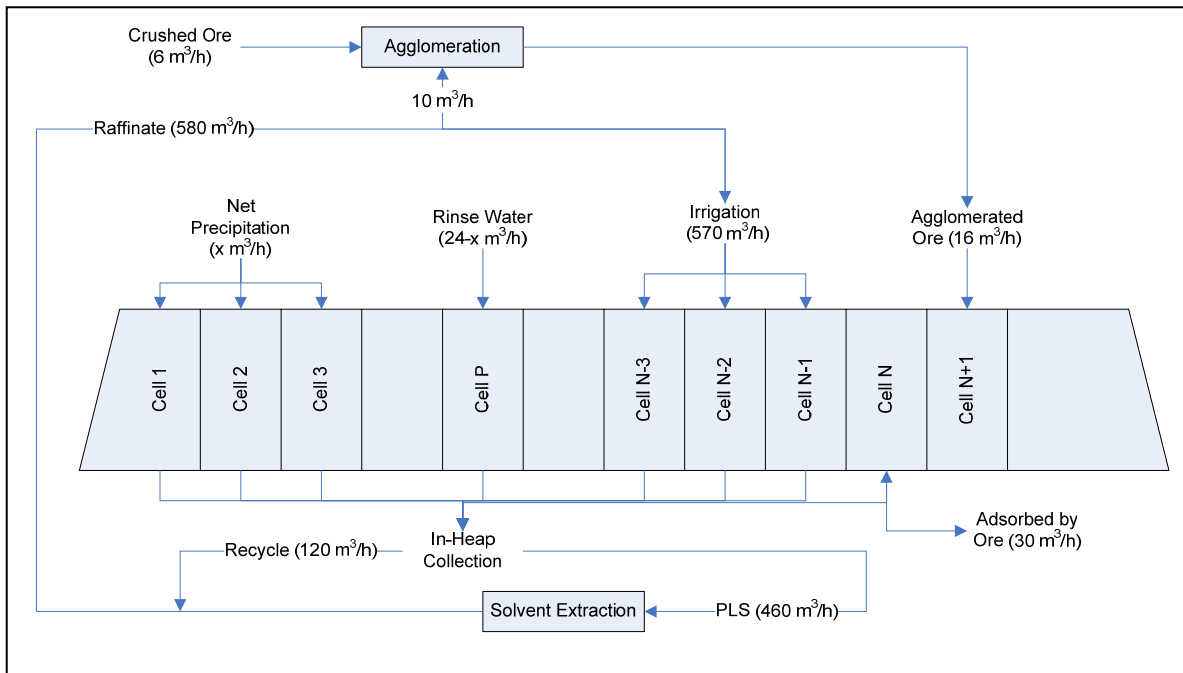 Crushed Ore
(6 m³/h)
Agglomeration
10 m³/h
Raffinate (580 m³/h)
Net
Precipitation
(x m³/h)
Rinse Water
(24-x m³/h)
Irrigation
(570 m³/h)
Agglomerated
Ore (16 m³/h)
Cell 1
Cell 2
Cell 3
Cell P
Cell N-3
Cell N-2
Cell N-1
Cell N
Cell N+1
Adsorbed by
Ore (30 m³/h)
Recycle (120 m³/h)
In-Heap
Collection
Solvent Extraction
PLS (460 m³/h)